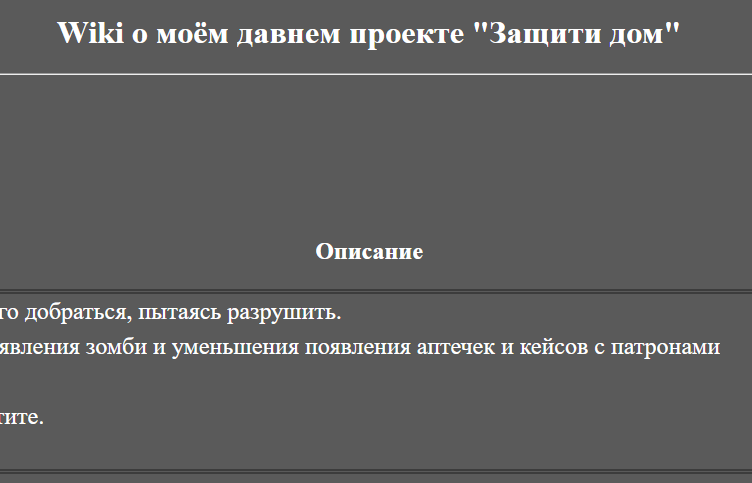 Wiki о моём давнем проекте "Защити дом"
Описание
го добраться, пытаясь разрушить.
явления зомби и уменьшения появления аптечек и кейсов с патронами
тите.